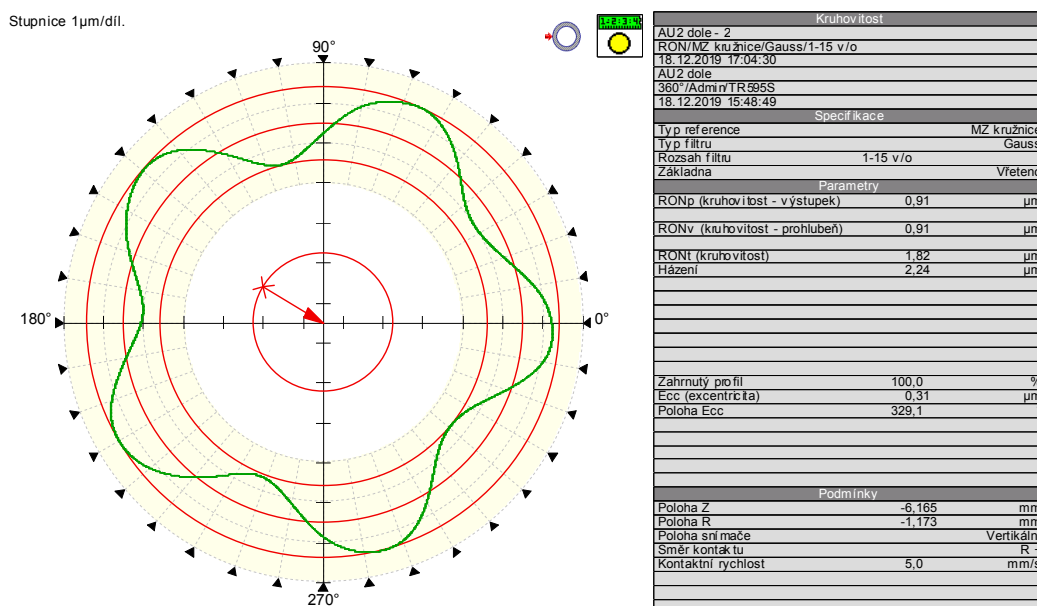 Stupnice 1µm/díl.
1:2:3:4
90°
0°
180°
270°
Kruhovitost
AU2 dole - 2
RON/MZ kružnice/Gauss/1-15 v/o
18.12.2019 17:04:30
AU2 dole
360°/Admin/TR595S
18.12.2019 15:48:49
Specifikace
Typ reference MZ kružnice
Typ filtru Gauss
Rozsah filtru 1-15 v/o
Základna Vřeteno
Parametry
RONp (kruhovitost - výstupek) 0,91 µm
RONv (kruhovitost - prohlubeň) 0,91 µm
RONt (kruhovitost) 1,82 µm
Házení 2,24 µm
Zahrnutý profil 100,0 %
Ecc (excentricita) 0,31 µm
Poloha Ecc 329,1
Podmínky
Poloha Z -6,165 mm
Poloha R -1,173 mm
Poloha snímače Vertikáln
Směr kontaktu R -
Kontaktní rychlost 5,0 mm/s